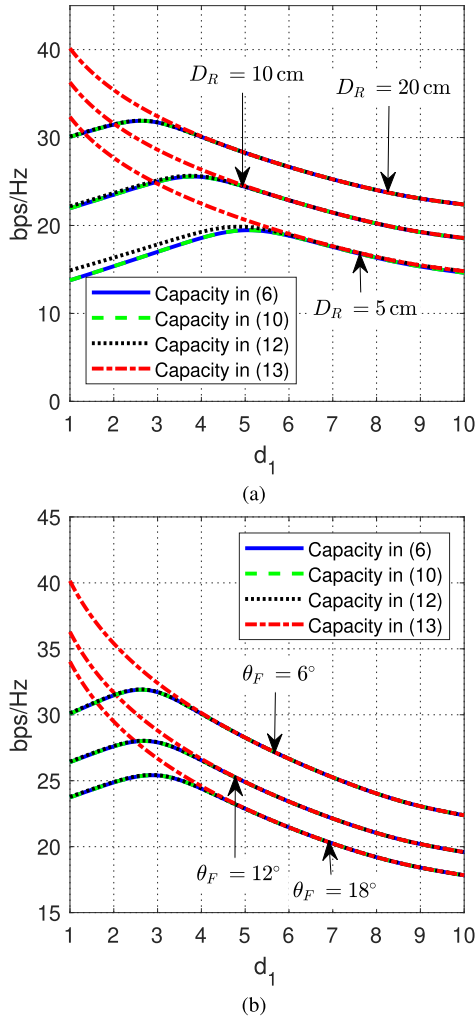 40
30
20
10
0
bps/Hz
D_R = 10 cm
D_R = 20 cm
D_R = 5 cm
Capacity in (6)
Capacity in (10)
Capacity in (12)
Capacity in (13)
1 2 3 4 5 6 7 8 9 10
d_1
(a)
45
40
35
30
25
20
15
bps/Hz
Capacity in (6)
Capacity in (10)
Capacity in (12)
Capacity in (13)
θ_F = 6°
θ_F = 12°
θ_F = 18°
1 2 3 4 5 6 7 8 9 10
d_1
(b)